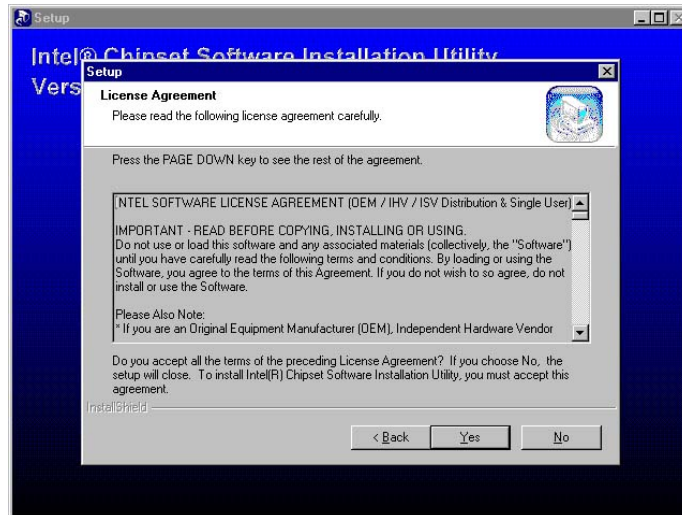 Setup
Intel® Chipset Software Installation Utility
Vers
Setup
License Agreement
Please read the following license agreement carefully.
Press the PAGE DOWN key to see the rest of the agreement.
INTEL SOFTWARE LICENSE AGREEMENT (OEM / IHV / ISV Distribution & Single User)
IMPORTANT - READ BEFORE COPYING, INSTALLING OR USING.
Do not use or load this software and any associated materials (collectively, the "Software")
until you have carefully read the following terms and conditions. By loading or using the
Software, you agree to the terms of this Agreement. If you do not wish to so agree, do not
install or use the Software.
Please Also Note:
* If you are an Original Equipment Manufacturer (OEM), Independent Hardware Vendor
Do you accept all the terms of the preceding License Agreement? If you choose No, the
setup will close. To install Intel(R) Chipset Software Installation Utility, you must accept this
agreement.
InstallShield
< Back Yes No